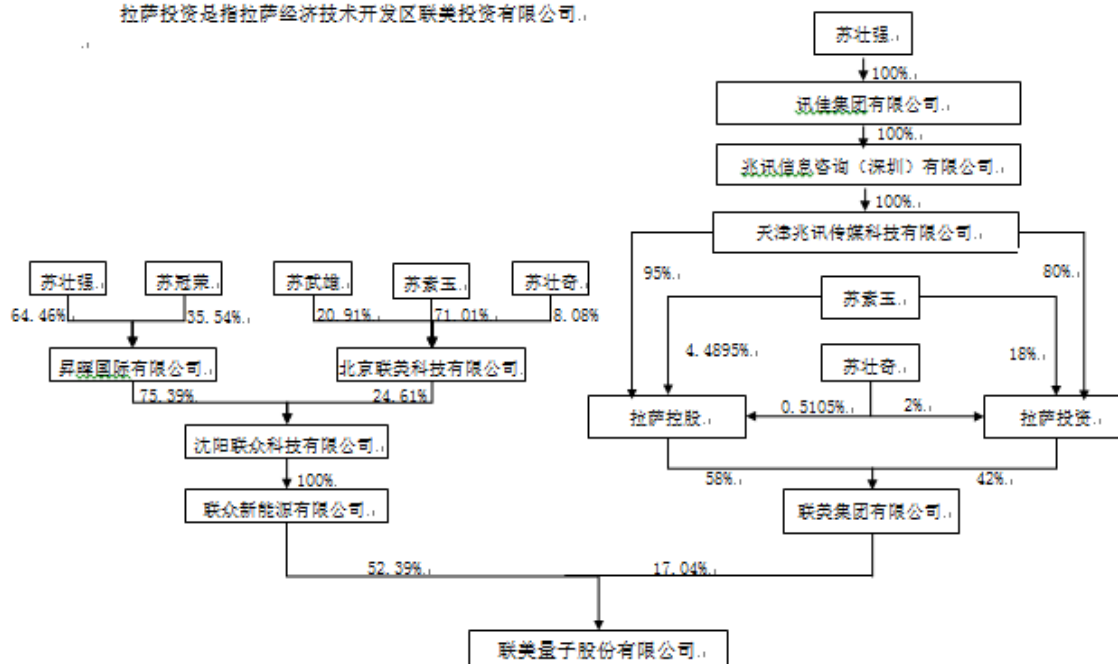 拉萨投资是指拉萨经济技术开发区联美投资有限公司.
苏壮强.
100%.
讯佳集团有限公司.
100%.
兆讯信息咨询（深圳）有限公司.
100%.
天津兆讯传媒科技有限公司.
95%.
80%.
苏壮强.
苏冠荣.
苏武雄.
苏素玉.
苏壮奇.
苏素玉.
64.46%.
35.54%.
20.91%.
71.01%.
8.08%
4.4895%.
18%.
苏壮奇.
昇晖国际有限公司.
北京联美科技有限公司.
75.39%.
24.61%.
0.5105%.
2%.
拉萨控股.
拉萨投资.
沈阳联众科技有限公司.
58%.
42%.
100%.
联众新能源有限公司.
联美集团有限公司.
52.39%.
17.04%.
联美量子股份有限公司.